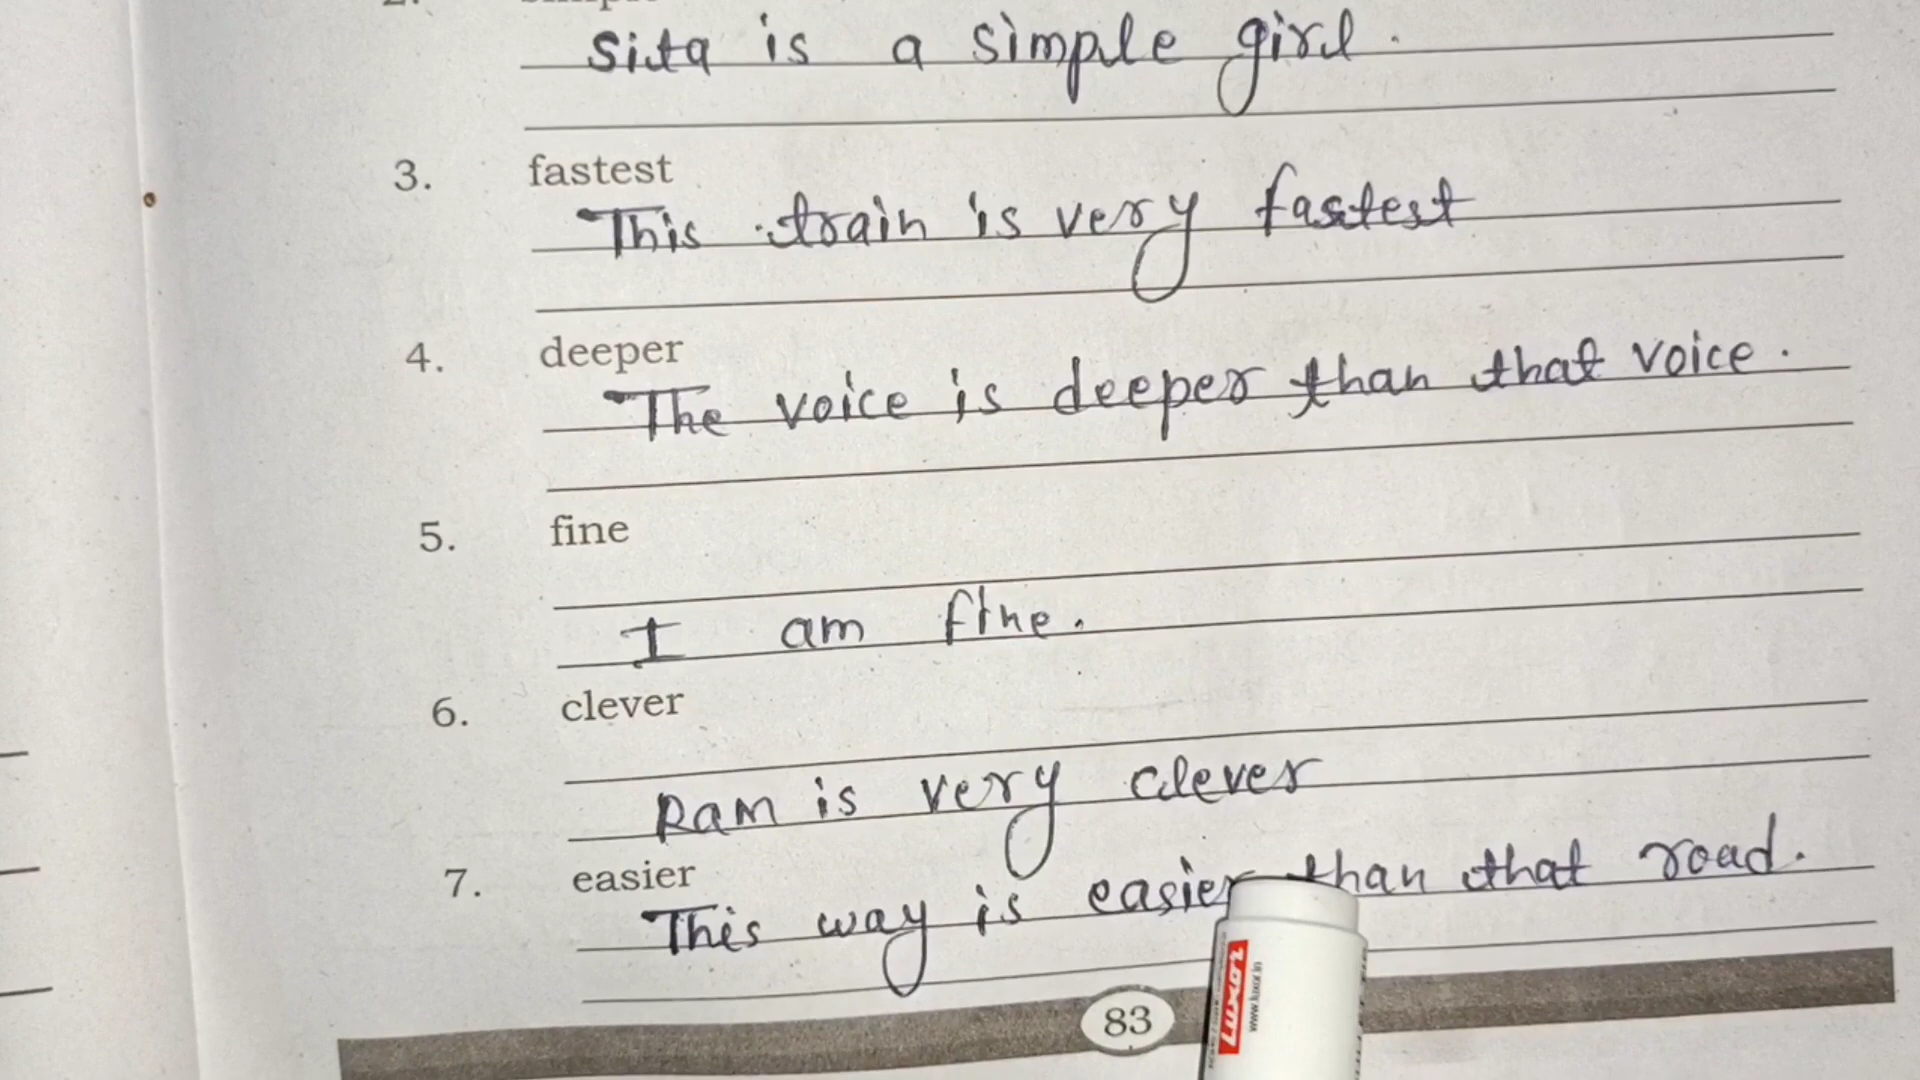 2.
Sita is a simple girl.
3. fastest
This train is very fastest
4. deeper
The voice is deeper than that voice.
5. fine
I am fine.
6. clever
Ram is very clever
7. easier
This way is easier than that road.
83
Luxor
www.luxor.in